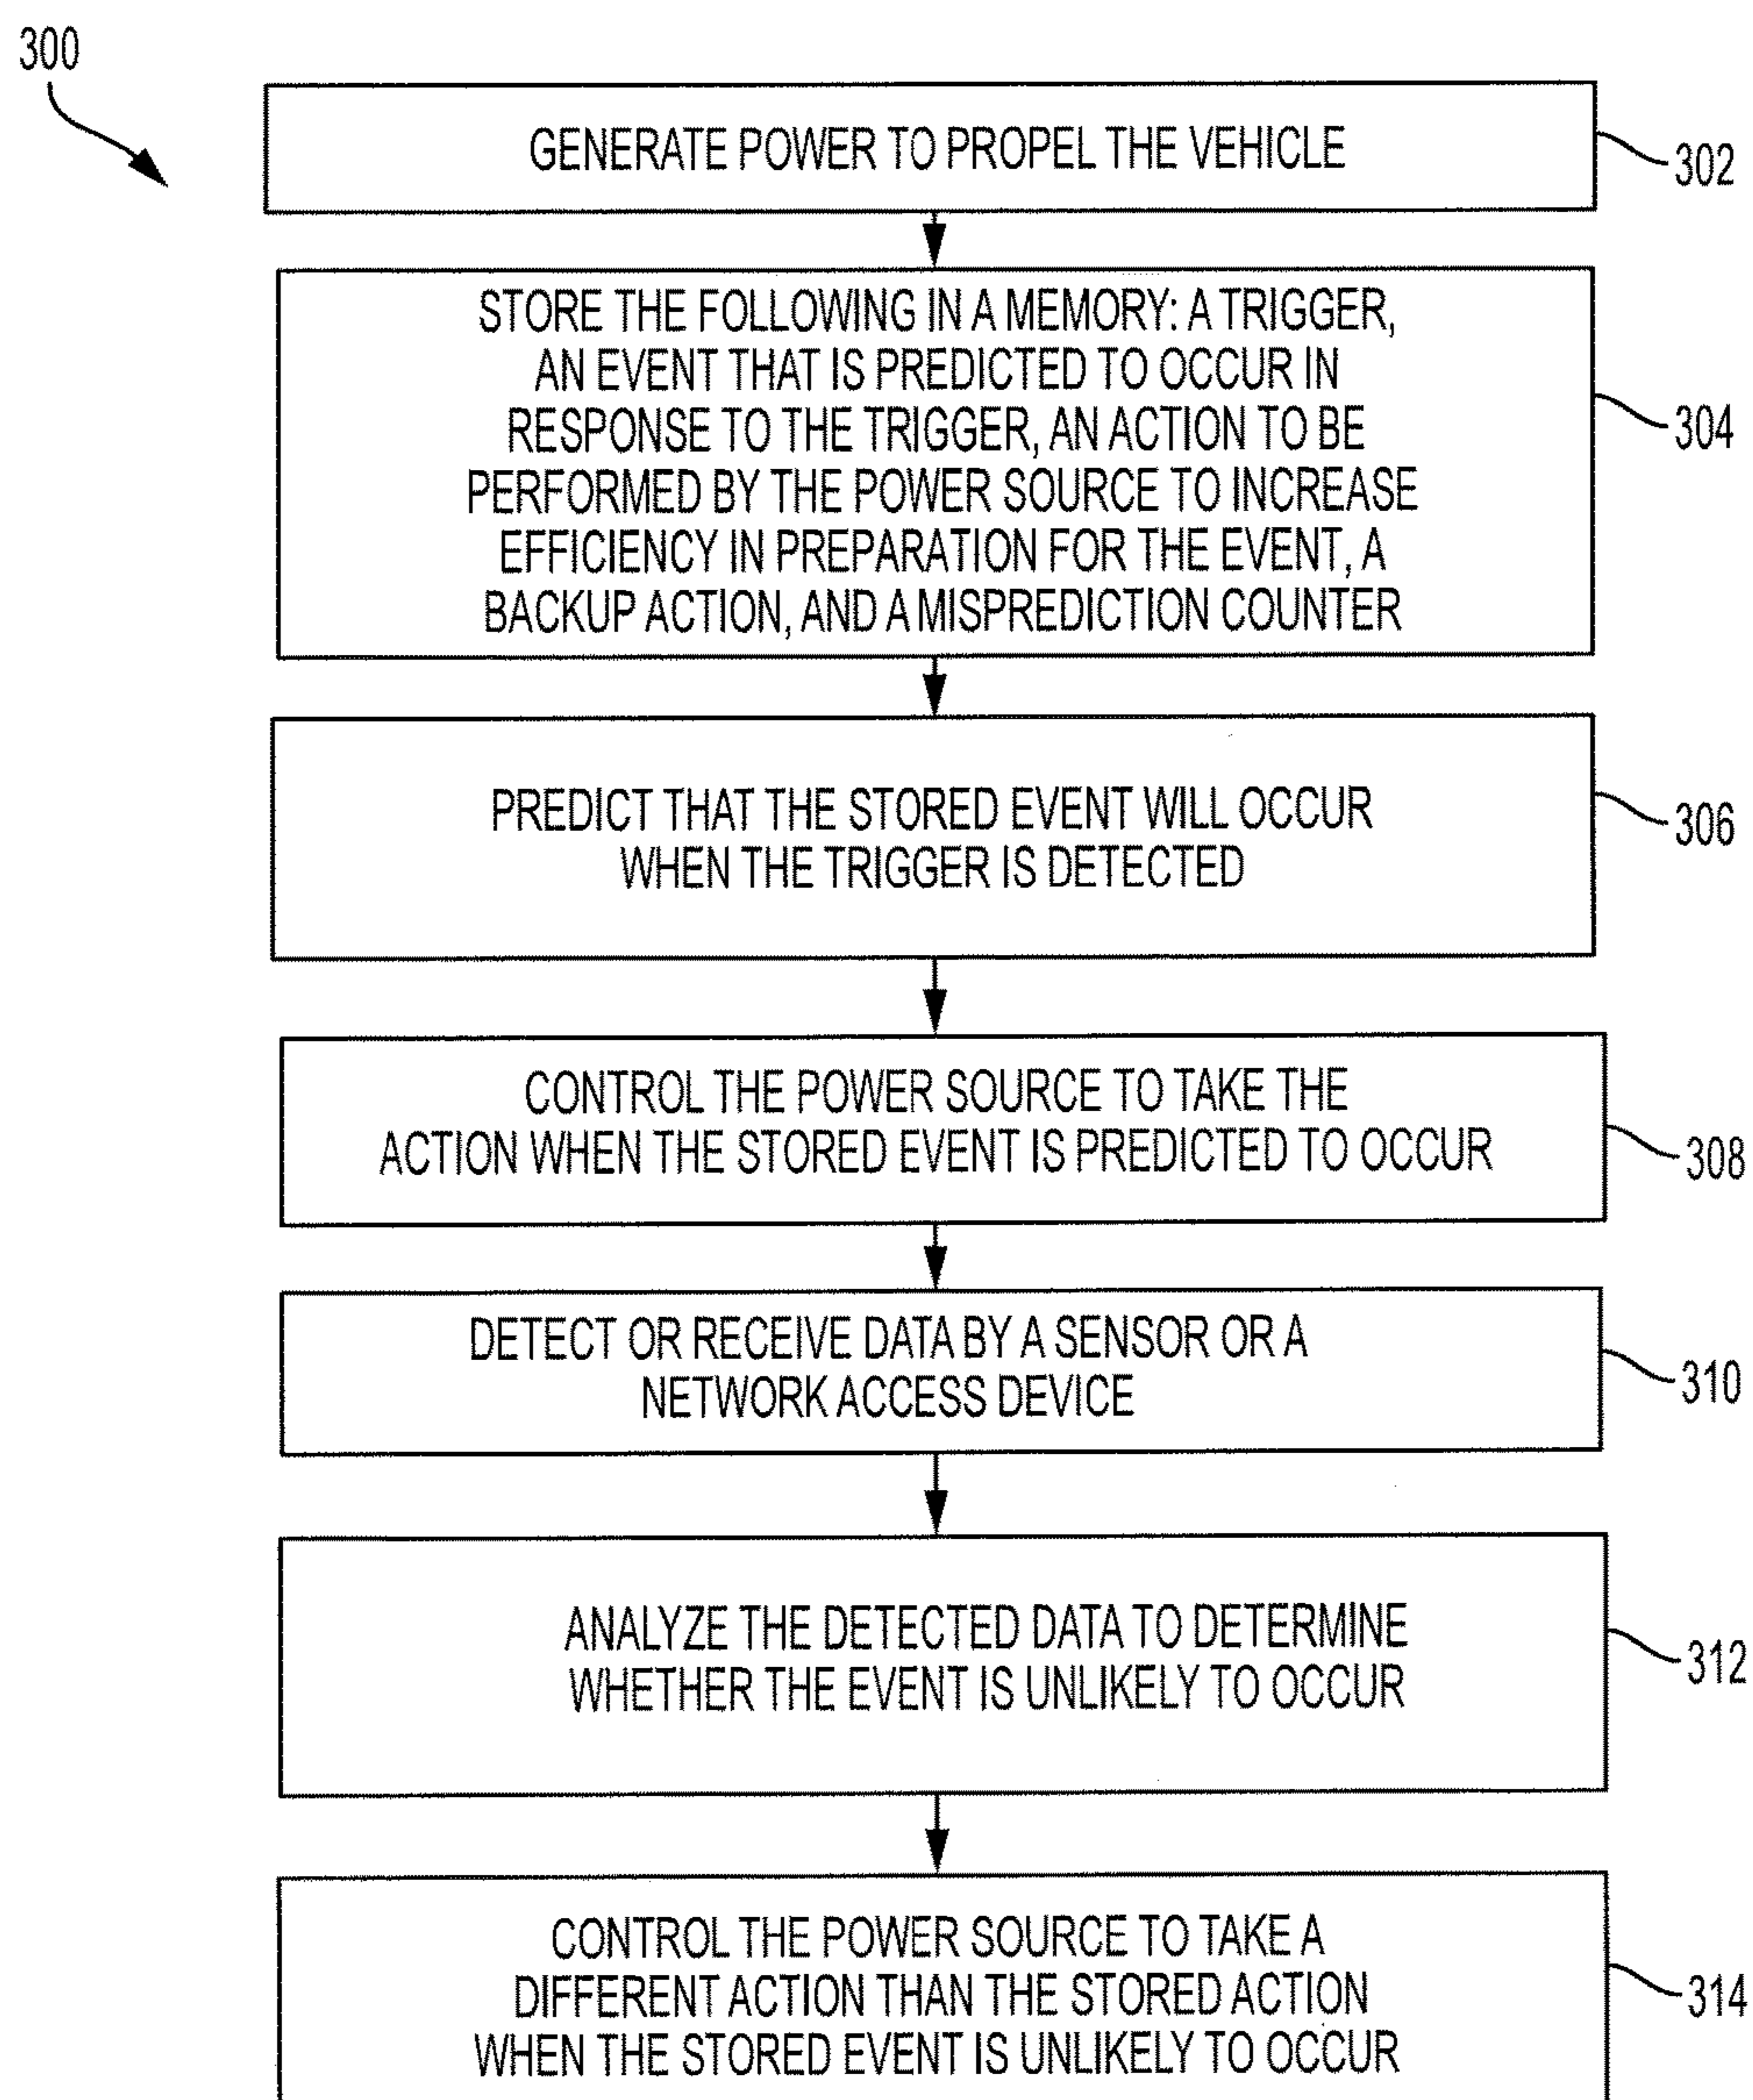 300
GENERATE POWER TO PROPEL THE VEHICLE
302
STORE THE FOLLOWING IN A MEMORY: A TRIGGER,
AN EVENT THAT IS PREDICTED TO OCCUR IN
RESPONSE TO THE TRIGGER, AN ACTION TO BE
PERFORMED BY THE POWER SOURCE TO INCREASE
EFFICIENCY IN PREPARATION FOR THE EVENT, A
BACKUP ACTION, AND A MISPREDICTION COUNTER
304
PREDICT THAT THE STORED EVENT WILL OCCUR
WHEN THE TRIGGER IS DETECTED
306
CONTROL THE POWER SOURCE TO TAKE THE
ACTION WHEN THE STORED EVENT IS PREDICTED TO OCCUR
308
DETECT OR RECEIVE DATA BY A SENSOR OR A
NETWORK ACCESS DEVICE
310
ANALYZE THE DETECTED DATA TO DETERMINE
WHETHER THE EVENT IS UNLIKELY TO OCCUR
312
CONTROL THE POWER SOURCE TO TAKE A
DIFFERENT ACTION THAN THE STORED ACTION
WHEN THE STORED EVENT IS UNLIKELY TO OCCUR
314